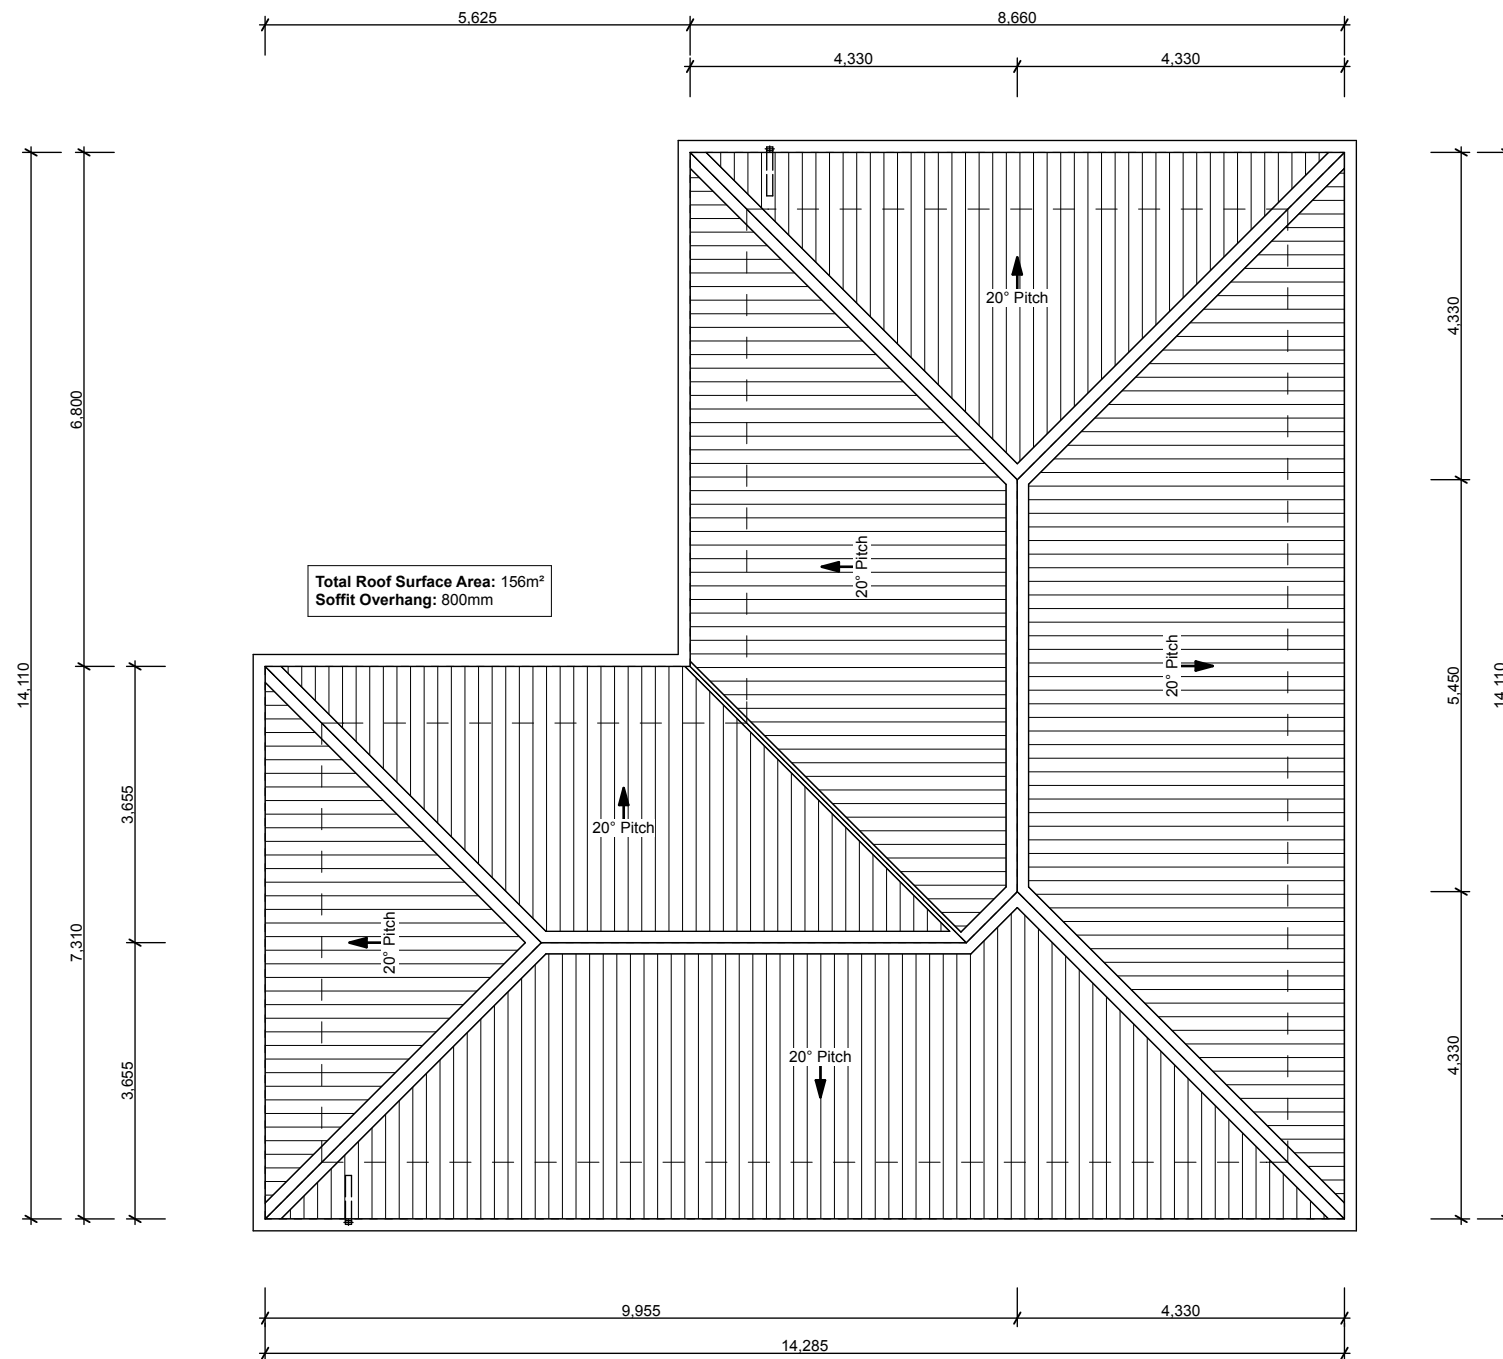 5,625
8,660
4,330
4,330
20° Pitch
4,330
6,800
20° Pitch
Total Roof Surface Area: 156m²
Soffit Overhang: 800mm
20° Pitch
14,110
5,450
14,110
3,655
20° Pitch
7,310
20° Pitch
20° Pitch
3,655
4,330
9,955
4,330
14,285